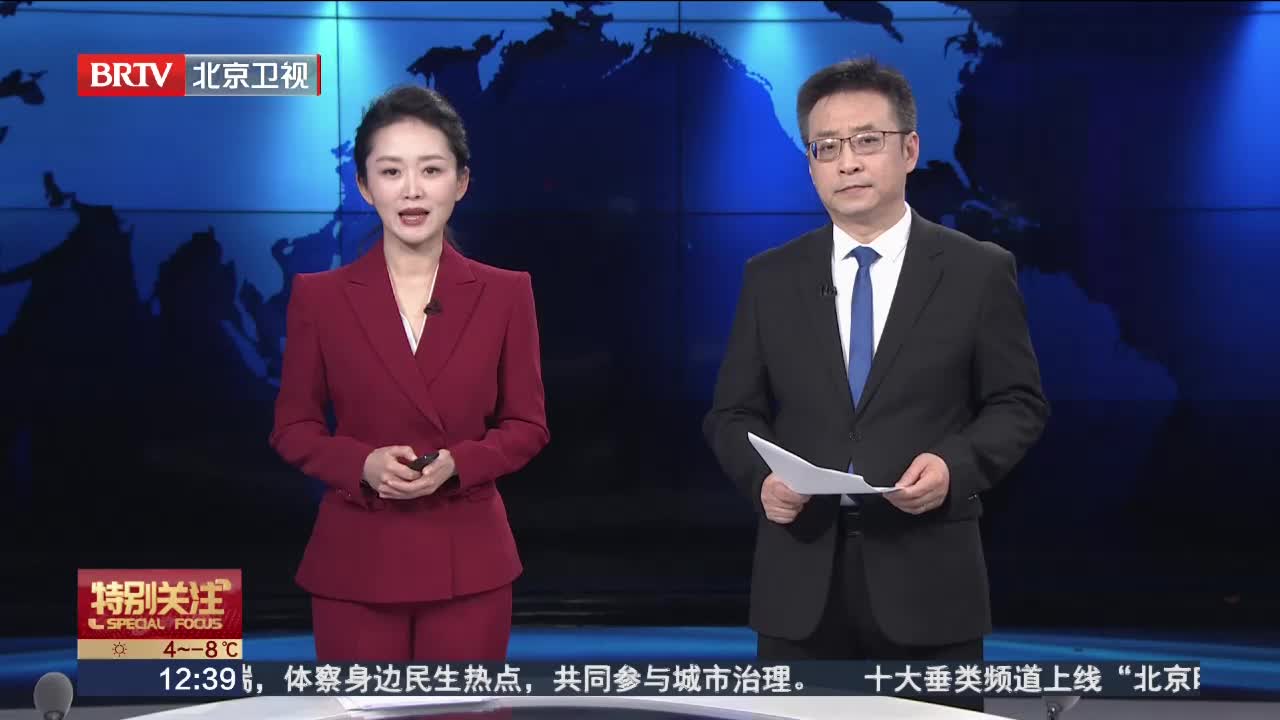 BRTV 北京卫视
特别关注
SPECIAL FOCUS
4~-8℃
12:39 ，体察身边民生热点，共同参与城市治理。 十大垂类频道上线“北京